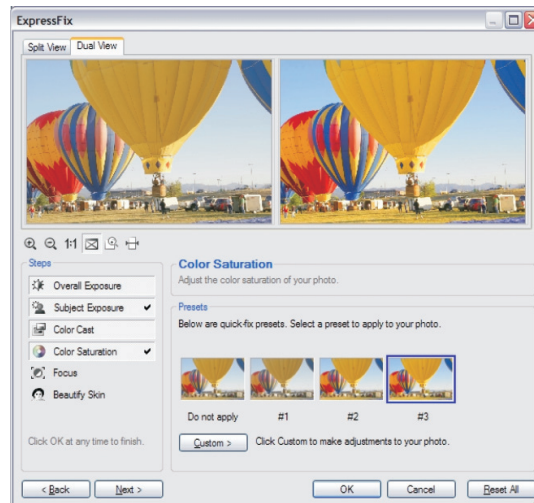 ExpressFix
Split View Dual View
1:1
Steps
Overall Exposure
Subject Exposure
Color Cast
Color Saturation
Focus
Beautify Skin
Click OK at any time to finish.
Color Saturation
Adjust the color saturation of your photo.
Presets
Below are quick-fix presets. Select a preset to apply to your photo.
Do not apply #1 #2 #3
Custom > Click Custom to make adjustments to your photo.
< Back Next > OK Cancel Reset All